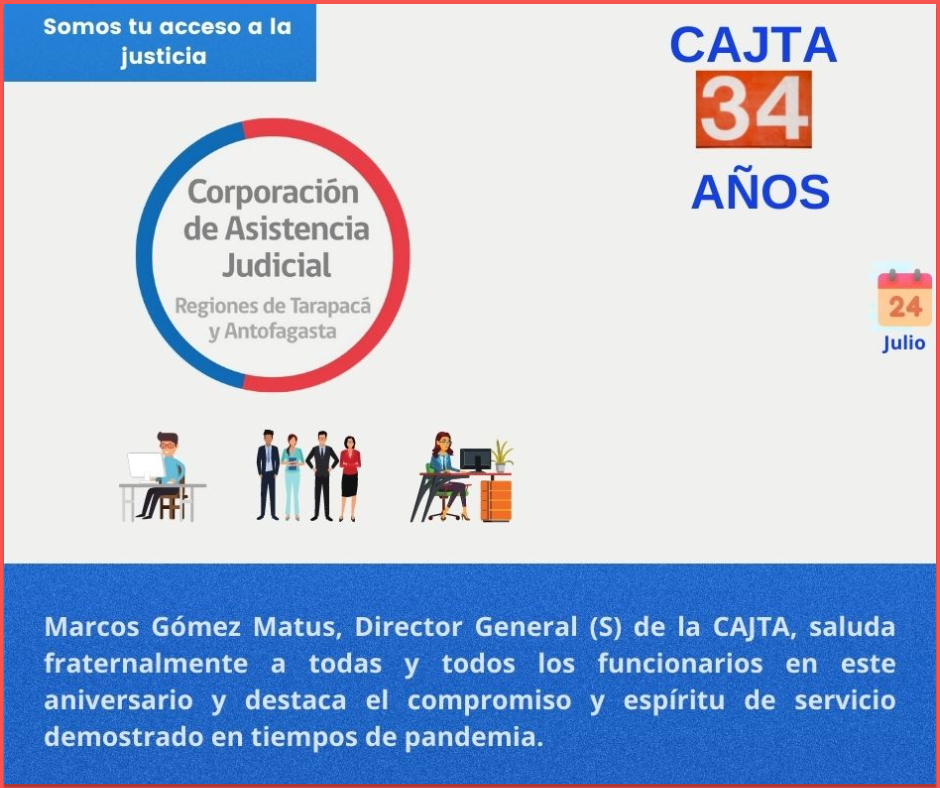 Somos tu acceso a la
justicia
CAJTA
34
AÑOS
Corporación
de Asistencia
Judicial
Regiones de Tarapacá
y Antofagasta
24
Julio
Marcos Gómez Matus, Director General (S) de la CAJTA, saluda
fraternalmente a todas y todos los funcionarios en este
aniversario y destaca el compromiso y espíritu de servicio
demostrado en tiempos de pandemia.